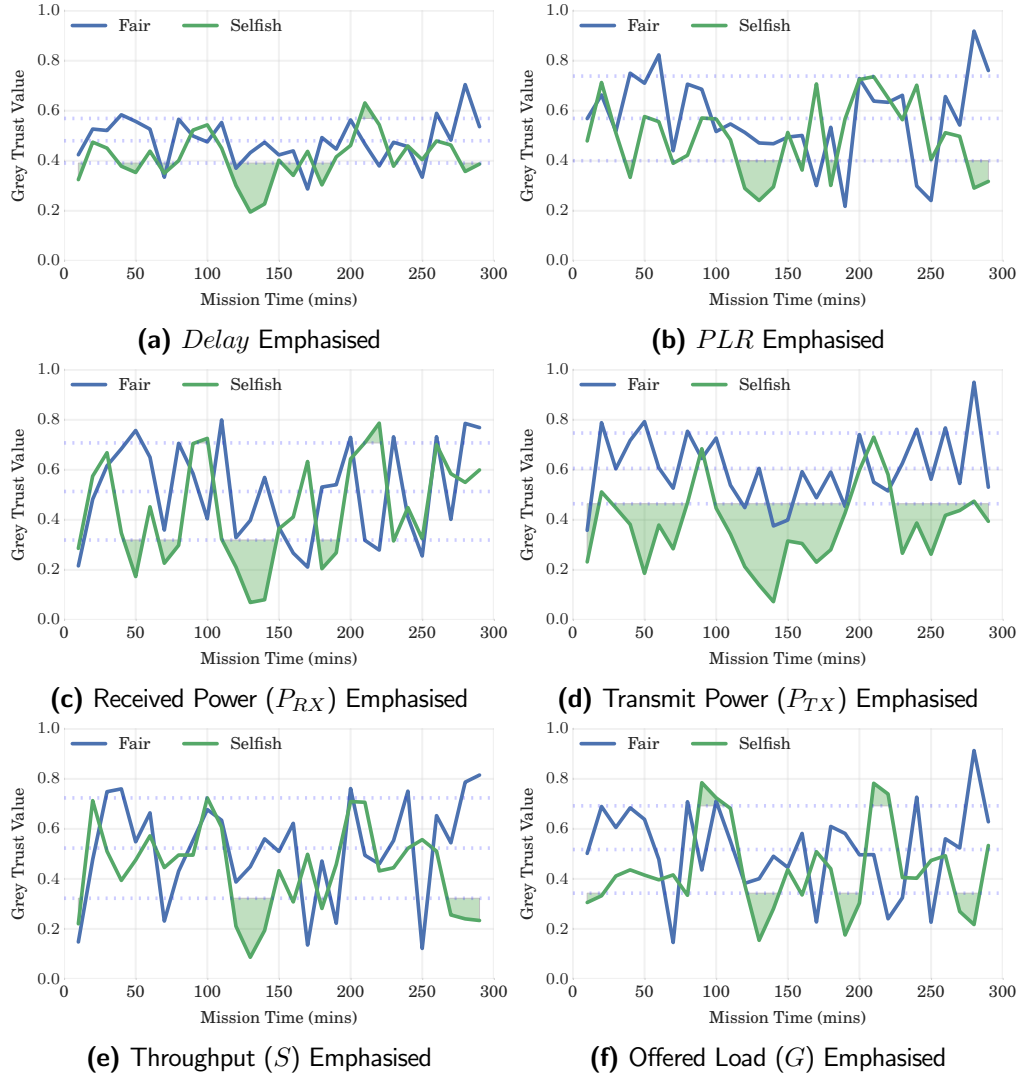 Fair Selfish
Grey Trust Value
1.0
0.8
0.6
0.4
0.2
0.0
0 50 100 150 200 250 300
Mission Time (mins)
(a) Delay Emphasised
Fair Selfish
Grey Trust Value
1.0
0.8
0.6
0.4
0.2
0.0
0 50 100 150 200 250 300
Mission Time (mins)
(b) PLR Emphasised
Fair Selfish
Grey Trust Value
1.0
0.8
0.6
0.4
0.2
0.0
0 50 100 150 200 250 300
Mission Time (mins)
(c) Received Power (P_{RX}) Emphasised
Fair Selfish
Grey Trust Value
1.0
0.8
0.6
0.4
0.2
0.0
0 50 100 150 200 250 300
Mission Time (mins)
(d) Transmit Power (P_{TX}) Emphasised
Fair Selfish
Grey Trust Value
1.0
0.8
0.6
0.4
0.2
0.0
0 50 100 150 200 250 300
Mission Time (mins)
(e) Throughput (S) Emphasised
Fair Selfish
Grey Trust Value
1.0
0.8
0.6
0.4
0.2
0.0
0 50 100 150 200 250 300
Mission Time (mins)
(f) Offered Load (G) Emphasised